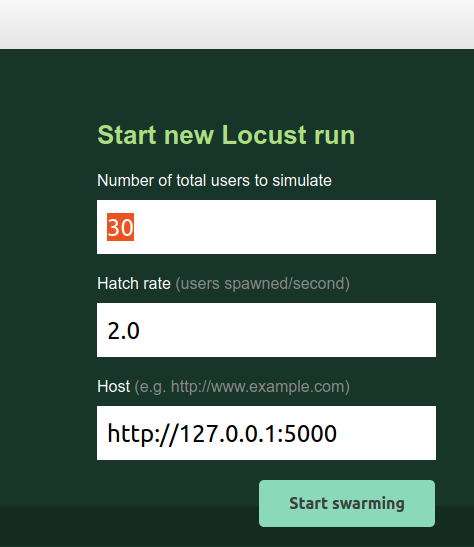 Start new Locust run
Number of total users to simulate
30
Hatch rate (users spawned/second)
2.0
Host (e.g. http://www.example.com)
http://127.0.0.1:5000
Start swarming